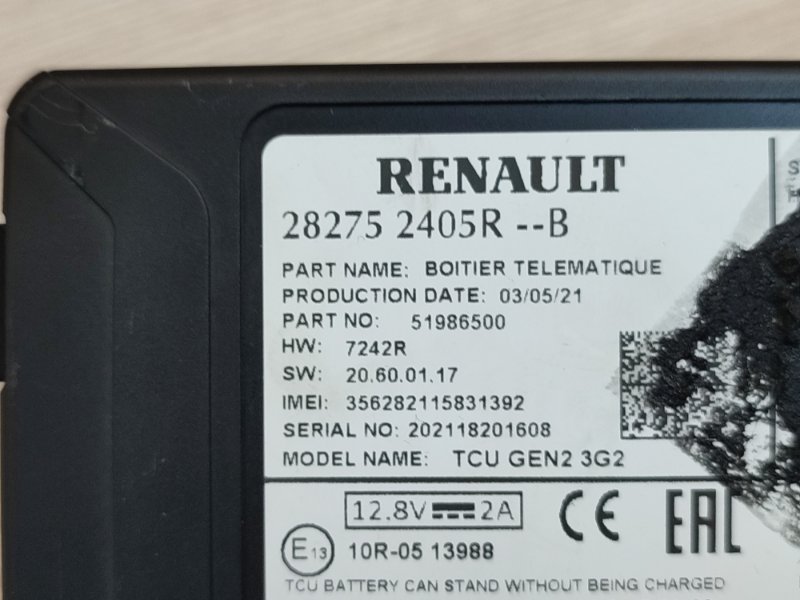 RENAULT
28275 2405R --B
PART NAME: BOITIER TELEMATIQUE
PRODUCTION DATE: 03/05/21
PART NO: 51986500
HW: 7242R
SW: 20.60.01.17
IMEI: 356282115831392
SERIAL NO: 202118201608
MODEL NAME: TCU GEN2 3G2
12.8V 2A
CE
EAC
E13
10R-05 13988
TCU BATTERY CAN STAND WITHOUT BEING CHARGED